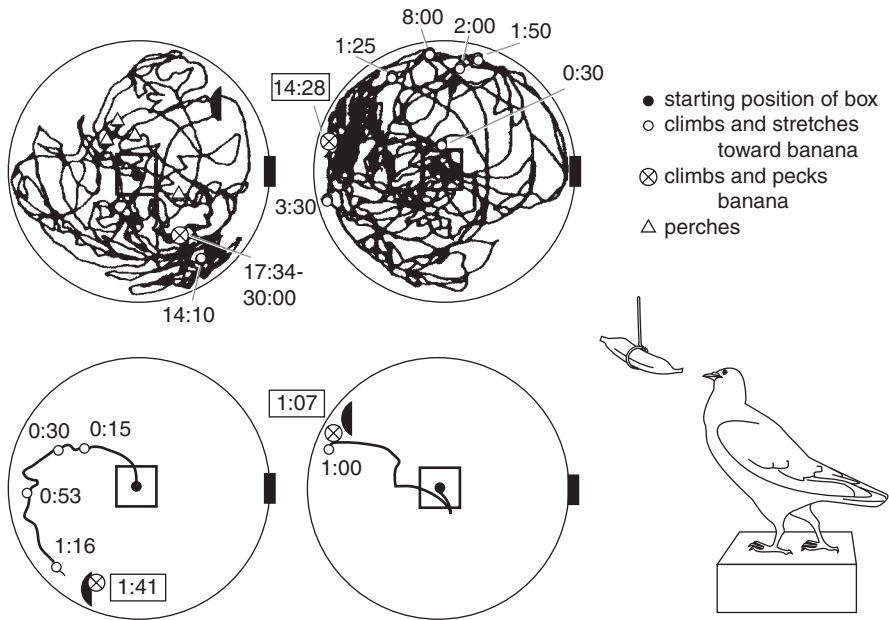 8:00
2:00
1:50
1:25
14:28
0:30
3:30
17:34-
30:00
14:10
starting position of box
climbs and stretches
toward banana
climbs and pecks
banana
perches
0:30
0:15
0:53
1:16
1:41
1:07
1:00